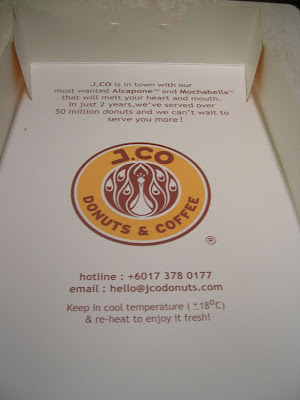 J.CO is in town with our
most wanted Alcapone™ and Mochabella™
that will melt your heart and mouth.
In just 2 years,we've served over
50 million donuts and we can't wait to
serve you more!
J.CO
DONUTS & COFFEE
®
hotline : +6017 378 0177
email : hello@jcodonuts.com
Keep in cool temperature ( ±18°C)
& re-heat to enjoy it fresh!